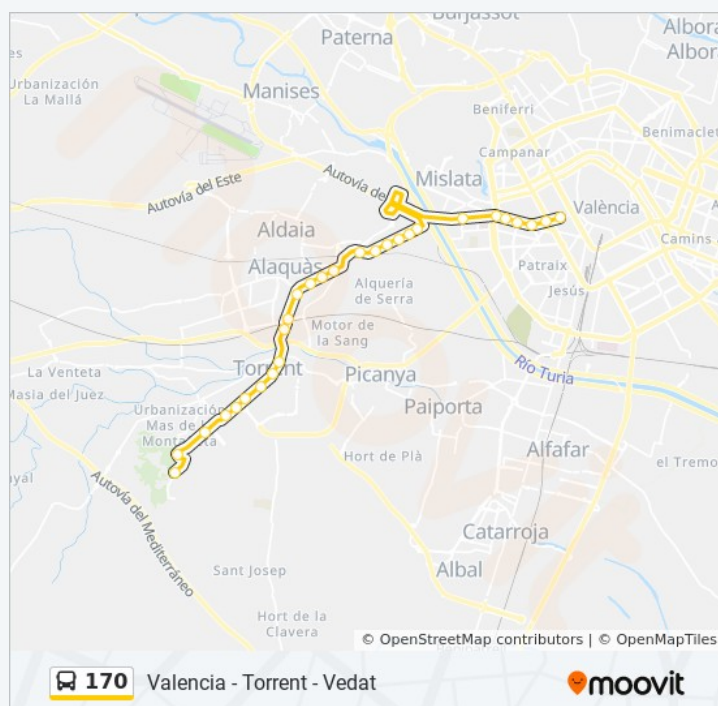 Burjassot
Albora
Albora
Paterna
Urbanización
La Mallá
Manises
Beniferri
Benimaclet
Campanar
Autovía del
Mislata
Autovía del Este
València
Aldaia
Camins a
Alaquàs
Patraix
Alquería
de Serra
Jesús
Motor de
la Sang
La Venteta
Torrent
Picanya
Río Turia
Masia del Juez
Urbanización
Mas de
Paiporta
Alfafar
Hort de Plà
el Tremo
Autovía del Mediterráneo
Catarroja
Sant Josep
Albal
Hort de la
Clavera
© OpenStreetMap contributors | © OpenMapTiles
170 Valencia - Torrent - Vedat
moovit